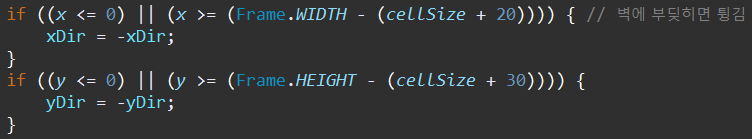 if ((x <= 0) || (x >= (Frame.WIDTH - (cellSize + 20)))) { // 벽에 부딪히면 튕김
    xDir = -xDir;
}
if ((y <= 0) || (y >= (Frame.HEIGHT - (cellSize + 30)))) {
    yDir = -yDir;
}